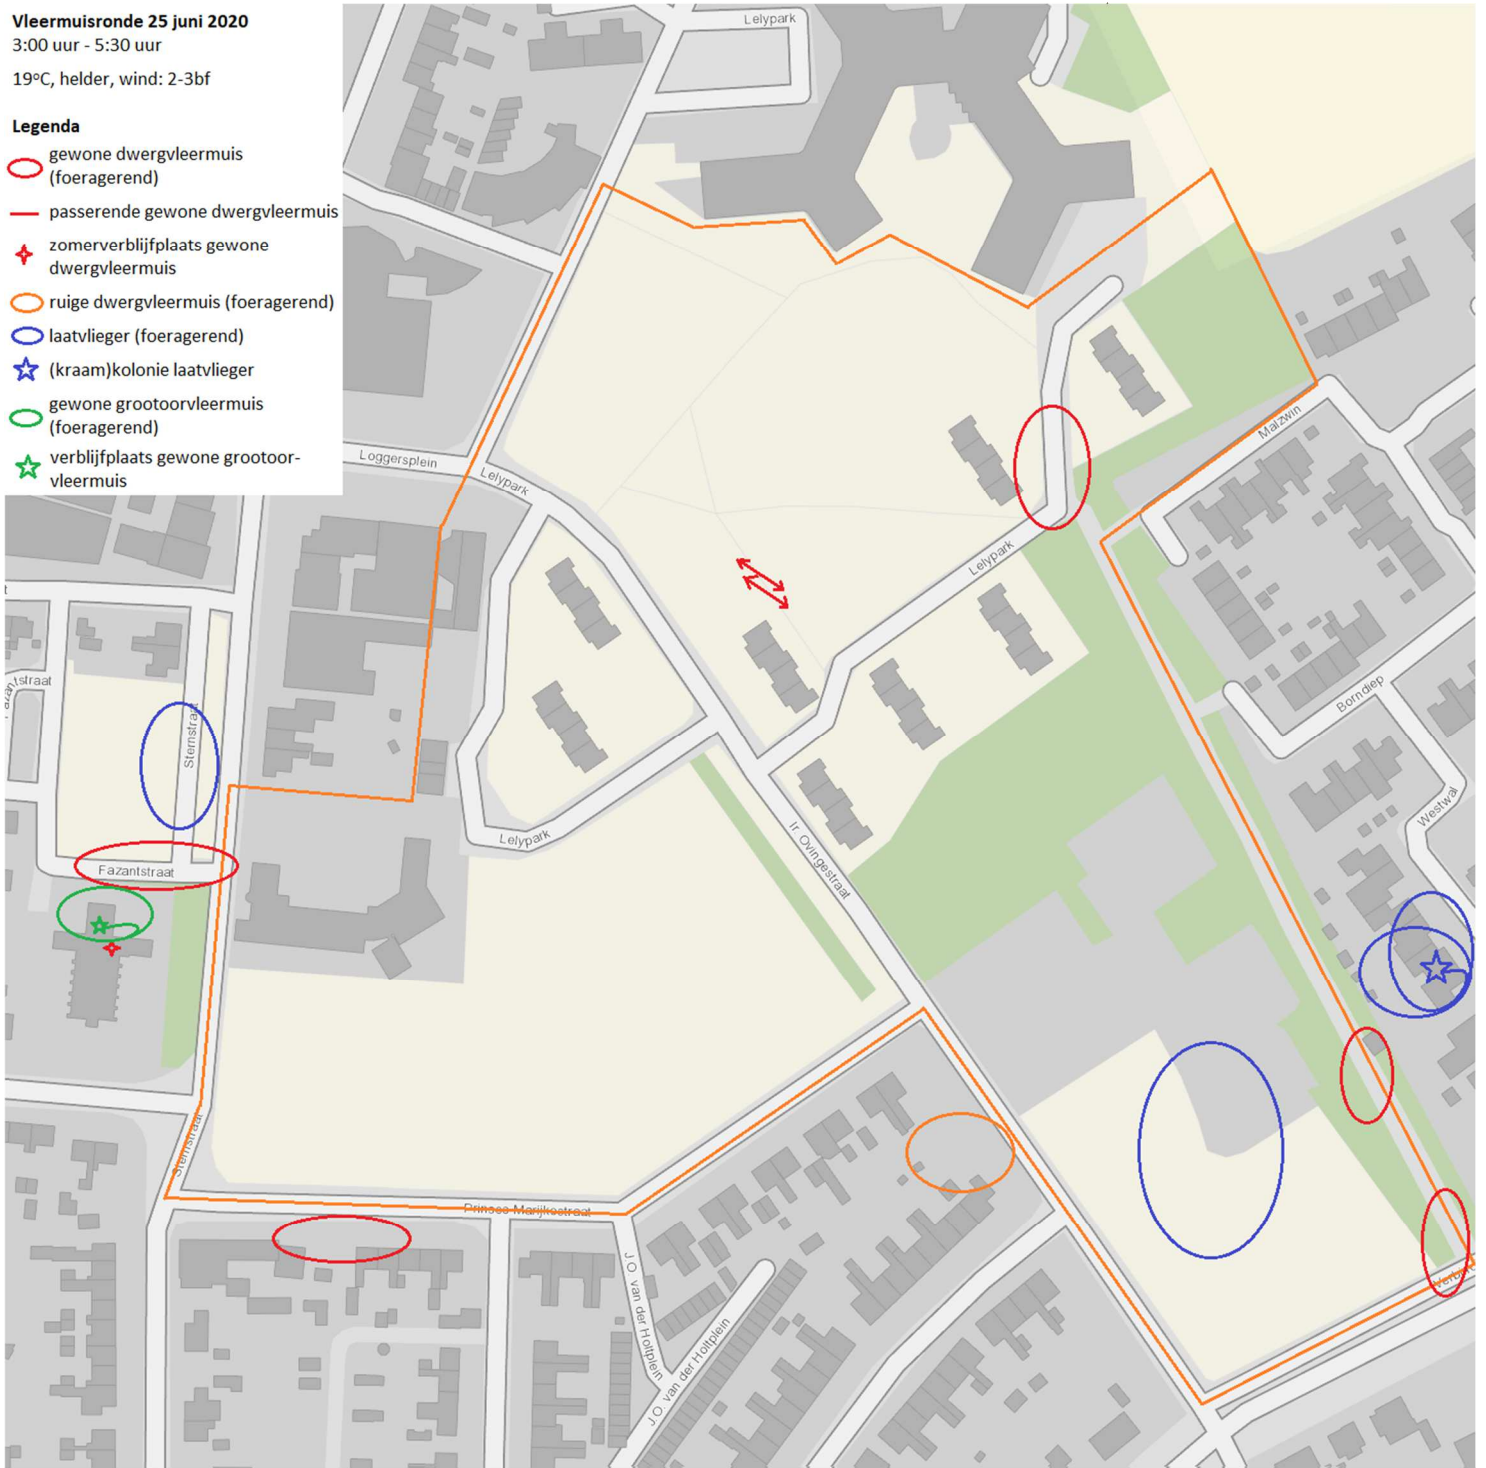 Vleermuisronde 25 juni 2020
3:00 uur - 5:30 uur
19°C, helder, wind: 2-3bf
Legenda
gewone dwergvleermuis
(foeragerend)
passerende gewone dwergvleermuis
zomerverblijfplaats gewone
dwergvleermuis
ruige dwergvleermuis (foeragerend)
laatvlieger (foeragerend)
(kraam)kolonie laatvlieger
gewone grootoorvleermuis
(foeragerend)
verblijfplaats gewone grootoor-
vleermuis
Lelypark
Loggersplein
Lelypark
Malzwin
Lelypark
Borndiep
Westwal
Sternstraat
Lelypark
Ir. Ovingestraat
Fazantstraat
Sternstraat
Prinses Marijkestraat
J.O. van der Holtplein
J.O. van der Holtplein